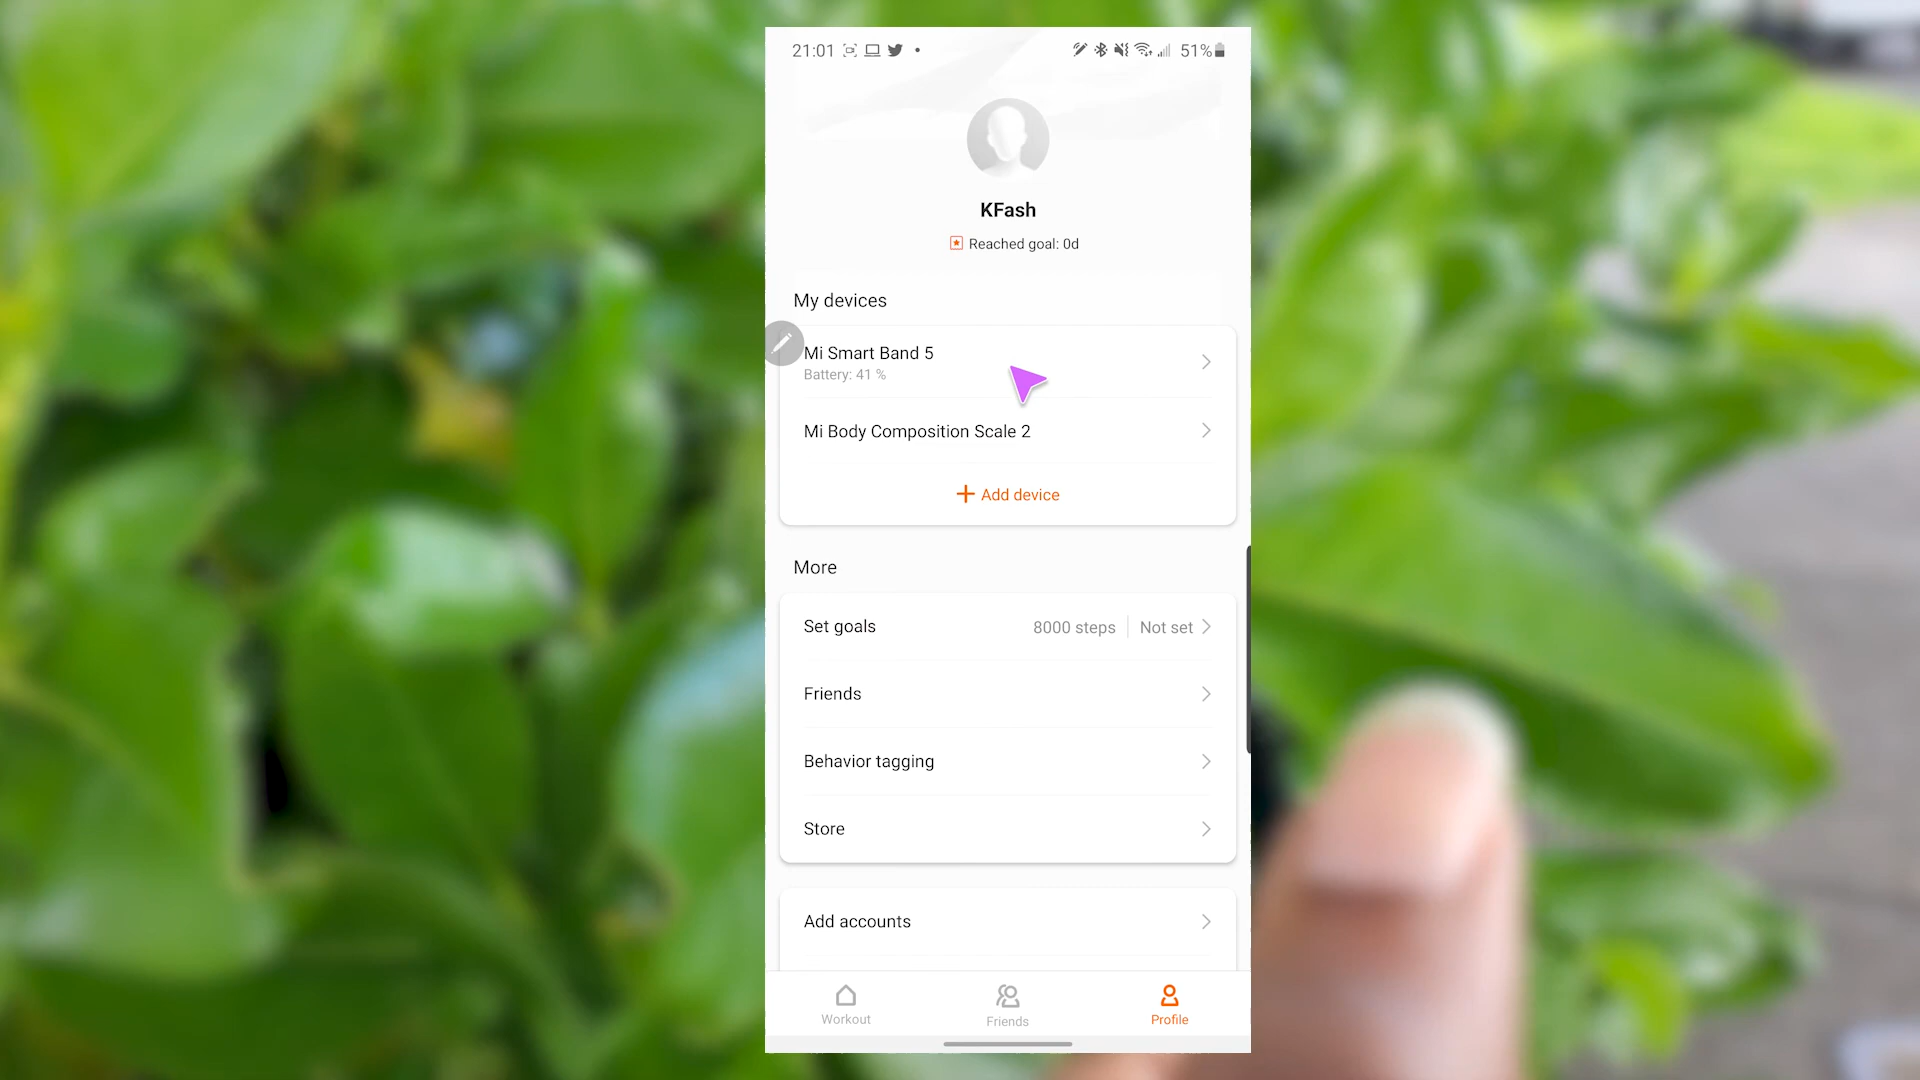 21:01
51%
KFash
Reached goal: 0d
My devices
Mi Smart Band 5
Battery: 41 %
Mi Body Composition Scale 2
+ Add device
More
Set goals 8000 steps Not set
Friends
Behavior tagging
Store
Add accounts
Workout Friends Profile